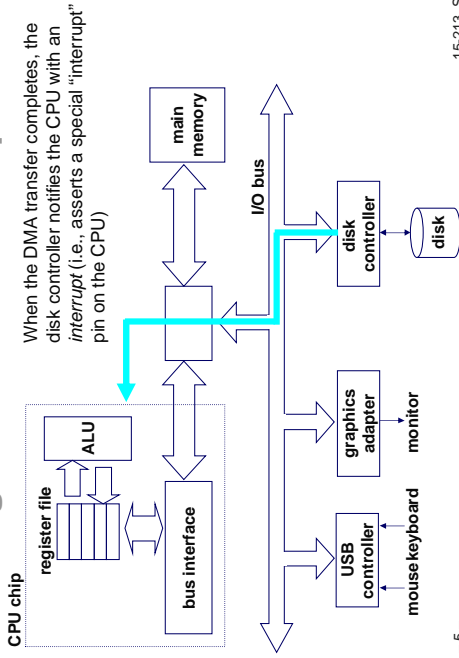 CPU chip
register file
ALU
bus interface
When the DMA transfer completes, the
disk controller notifies the CPU with an
interrupt (i.e., asserts a special "interrupt"
pin on the CPU)
main
memory
I/O bus
USB
controller
graphics
adapter
disk
controller
mouse keyboard
monitor
disk
5
15-213, S